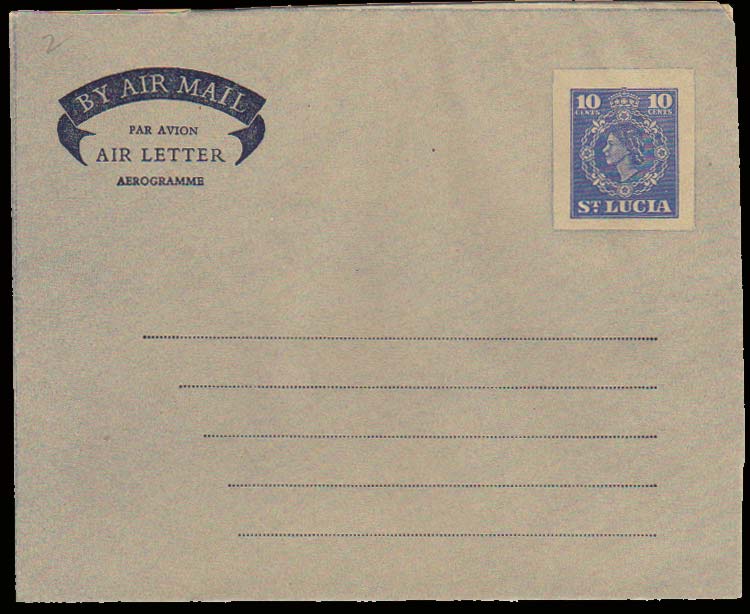 2
BY AIR MAIL
PAR AVION
AIR LETTER
AEROGRAMME
10 10
CENTS CENTS
ST. LUCIA